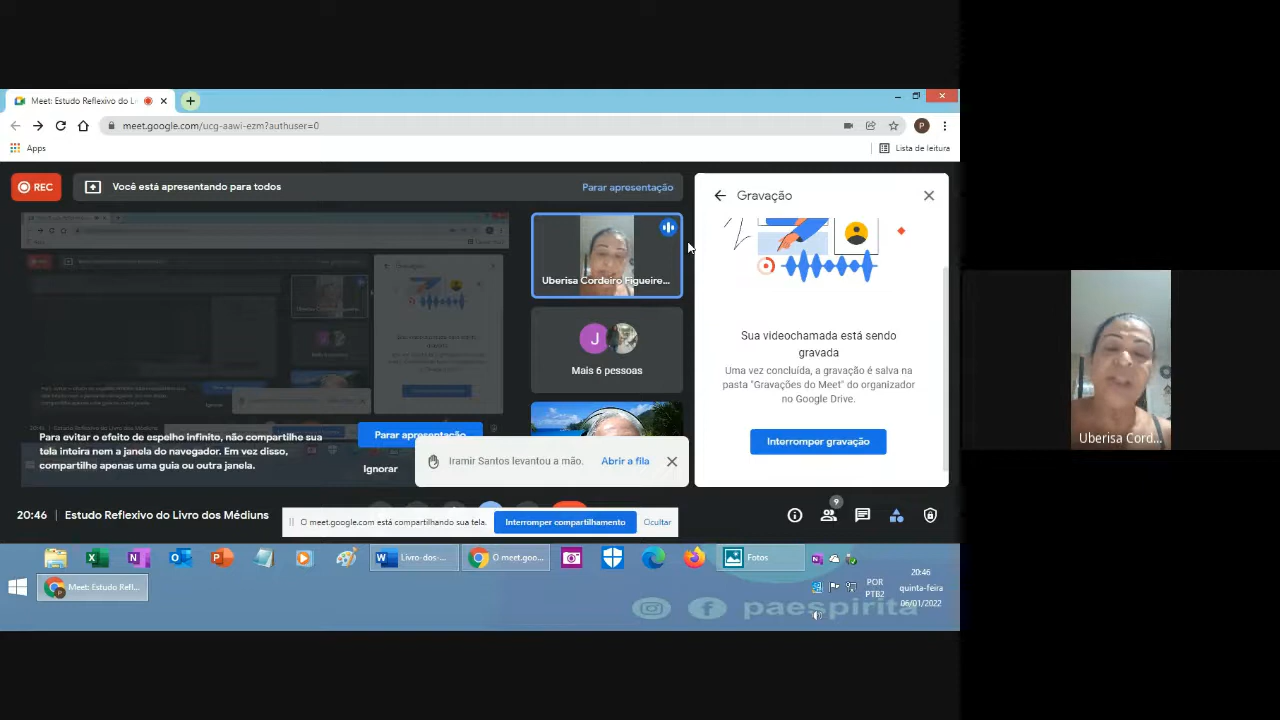 Meet: Estudo Reflexivo do Li
meet.google.com/ucg-aawi-ezm?authuser=0
P
Apps
Lista de leitura
REC
Você está apresentando para todos
Parar apresentação
Gravação
Uberisa Cordeiro Figueire...
J
Mais 6 pessoas
Sua videochamada está sendo
gravada
Uma vez concluída, a gravação é salva na
pasta "Gravações do Meet" do organizador
no Google Drive.
Interromper gravação
Uberisa Cord...
Para evitar o efeito de espelho infinito, não compartilhe sua
tela inteira nem a janela do navegador. Em vez disso,
compartilhe apenas uma guia ou outra janela.
Parar apresentação
Ignorar
Iramir Santos levantou a mão.
Abrir a fila
20:46 | Estudo Reflexivo do Livro dos Médiuns
O meet.google.com está compartilhando sua tela.
Interromper compartilhamento
Ocultar
9
Livro-dos-...
O meet.goo...
Fotos
Meet: Estudo Refl...
POR
PTB2
20:46
quinta-feira
06/01/2022
paespirita